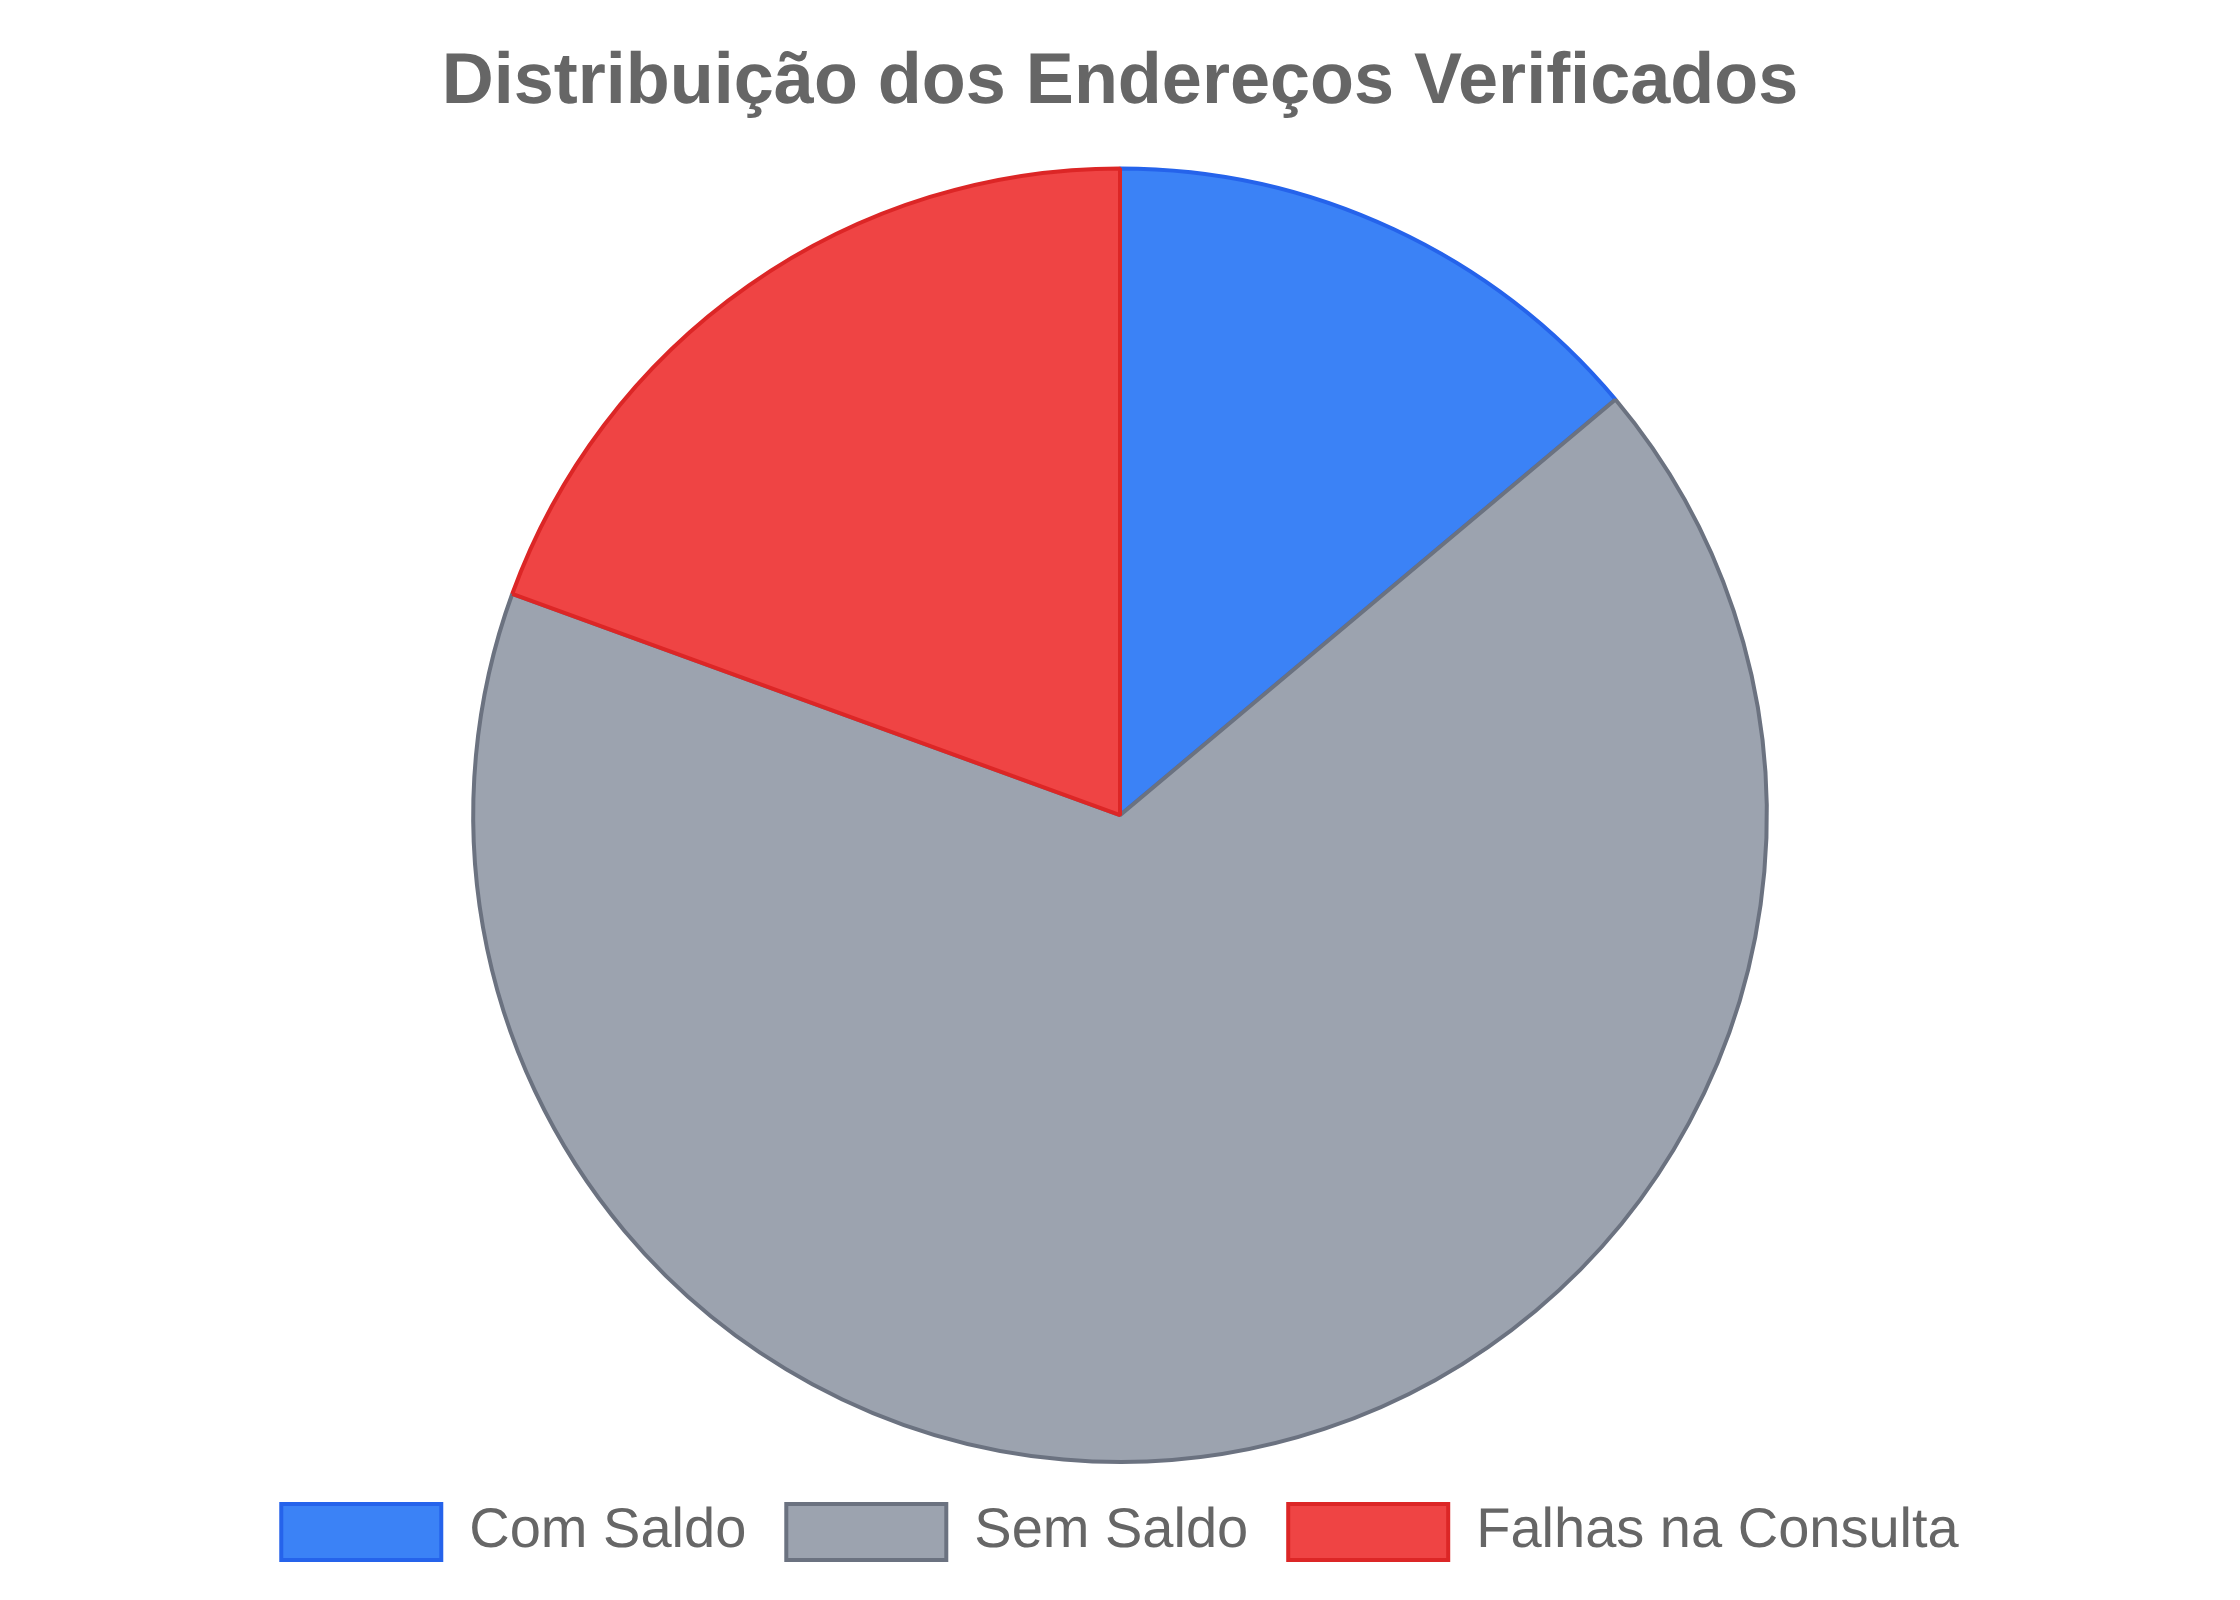 Distribuição dos Endereços Verificados
Com Saldo
Sem Saldo
Falhas na Consulta